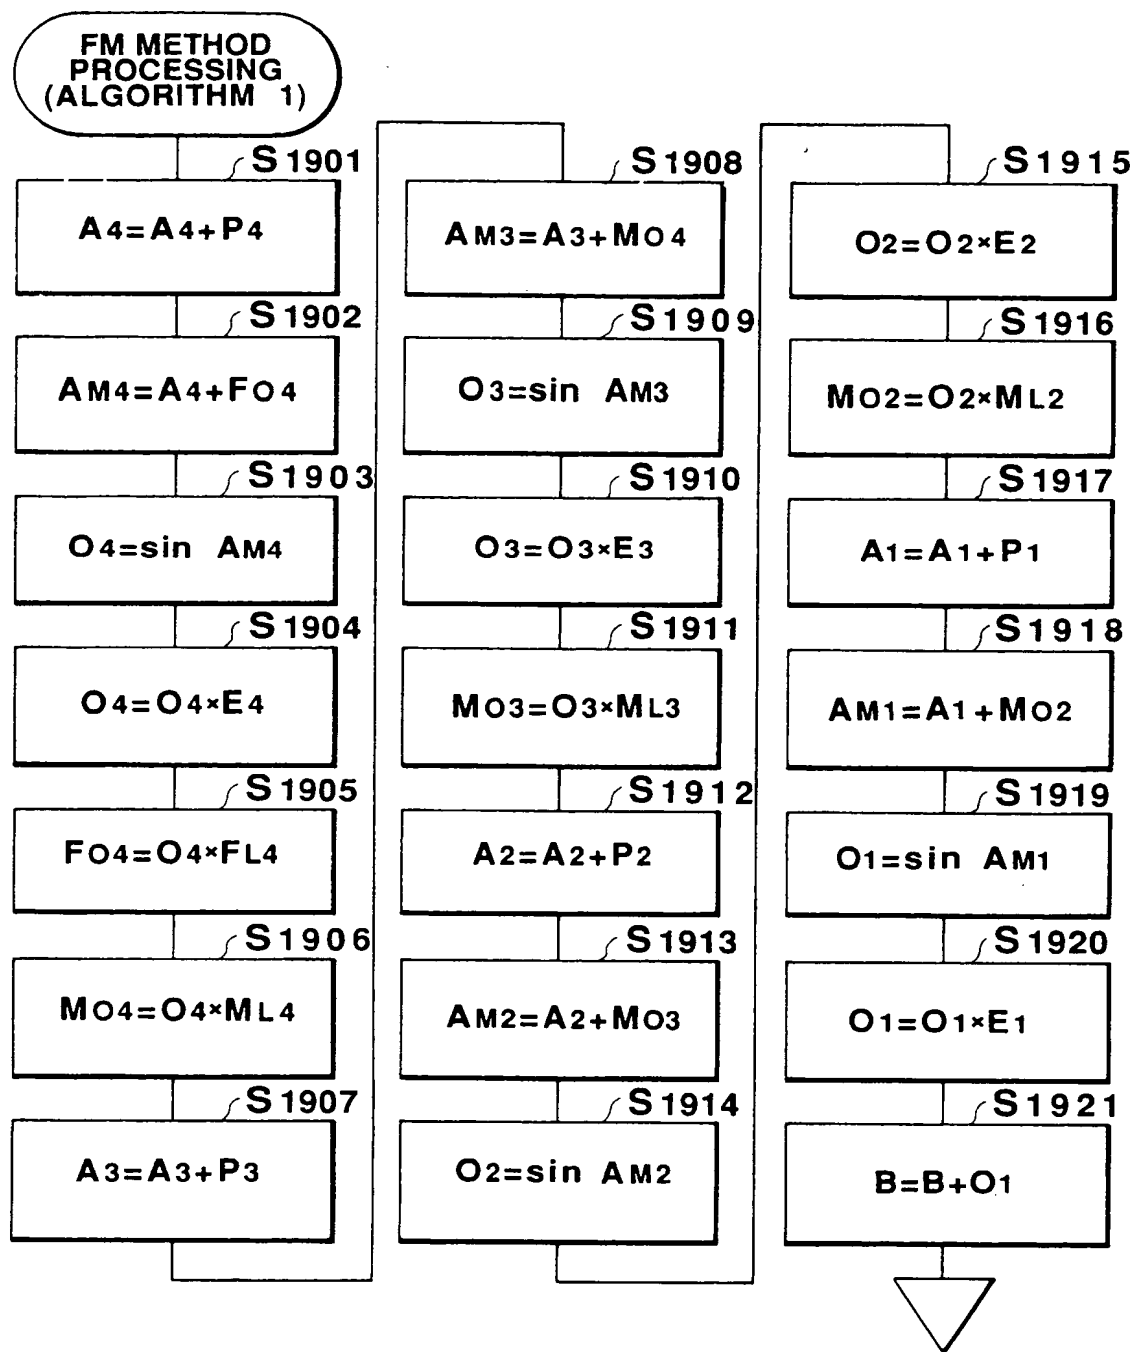 FM METHOD
PROCESSING
(ALGORITHM 1)
S1901
A4=A4+P4
S1902
AM4=A4+FO4
S1903
O4=sin AM4
S1904
O4=O4×E4
S1905
FO4=O4×FL4
S1906
MO4=O4×ML4
S1907
A3=A3+P3
S1908
AM3=A3+MO4
S1909
O3=sin AM3
S1910
O3=O3×E3
S1911
MO3=O3×ML3
S1912
A2=A2+P2
S1913
AM2=A2+MO3
S1914
O2=sin AM2
S1915
O2=O2×E2
S1916
MO2=O2×ML2
S1917
A1=A1+P1
S1918
AM1=A1+MO2
S1919
O1=sin AM1
S1920
O1=O1×E1
S1921
B=B+O1